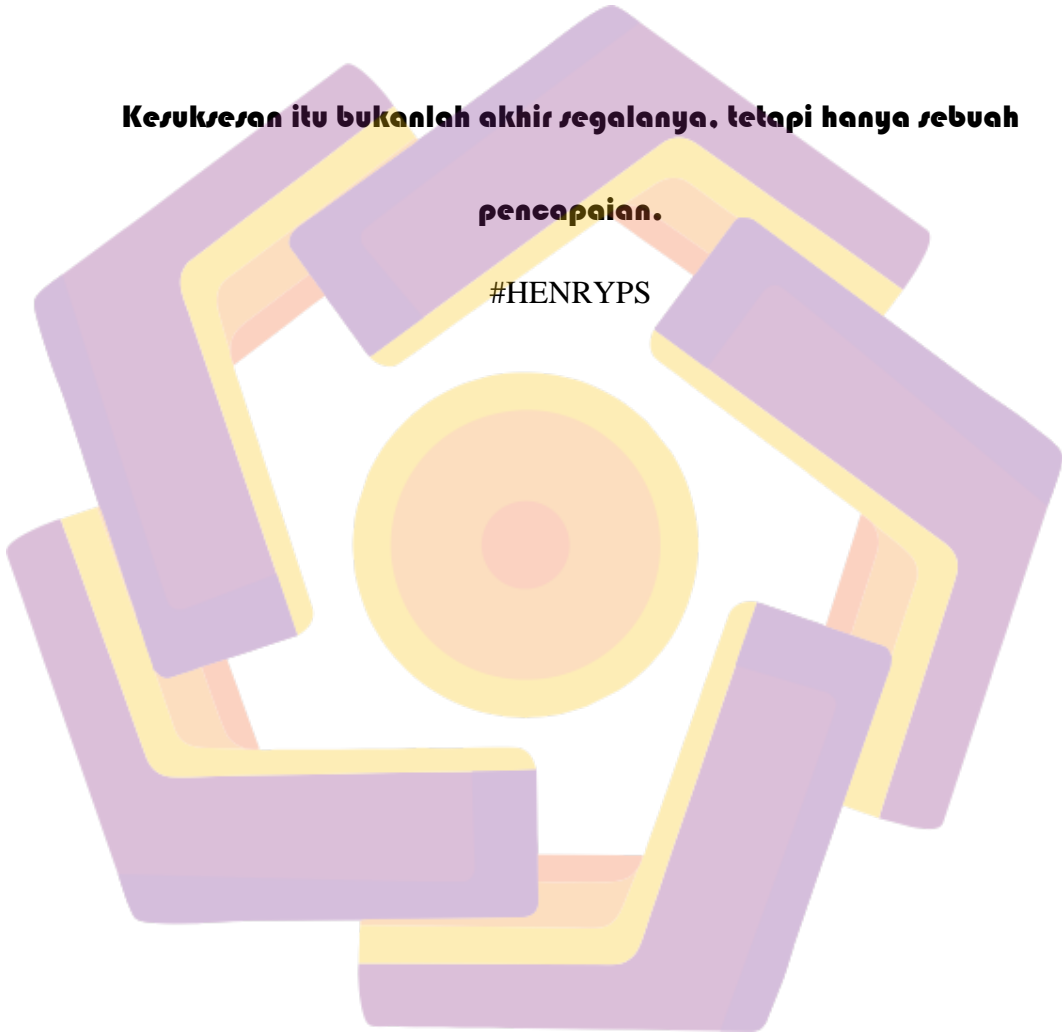 Kesuksesan itu bukanlah akhir segalanya, tetapi hanya sebuah
pencapaian.
#HENRYPS